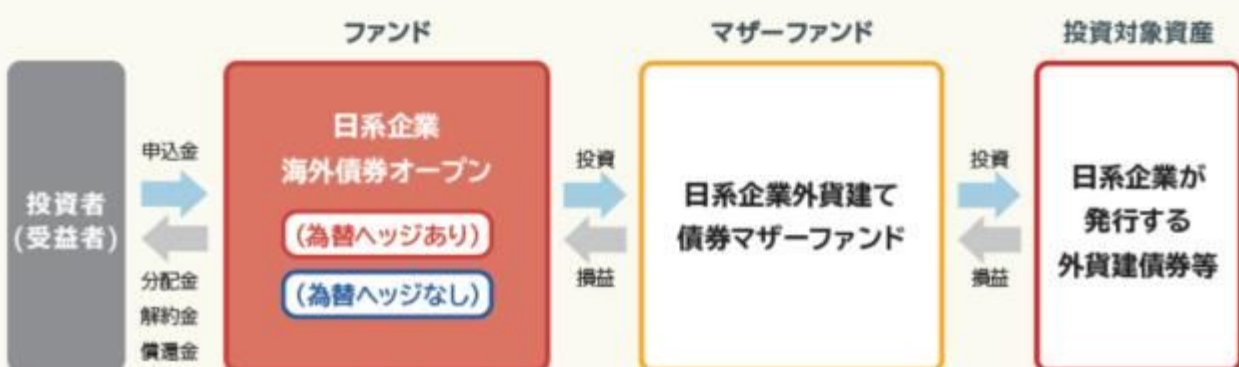 ファンド
マザーファンド
投資対象資産
投資者
(受益者)
申込金
分配金
解約金
償還金
日系企業
海外債券オープン
(為替ヘッジあり)
(為替ヘッジなし)
投資
損益
日系企業外貨建て
債券マザーファンド
投資
損益
日系企業が
発行する
外貨建債券等